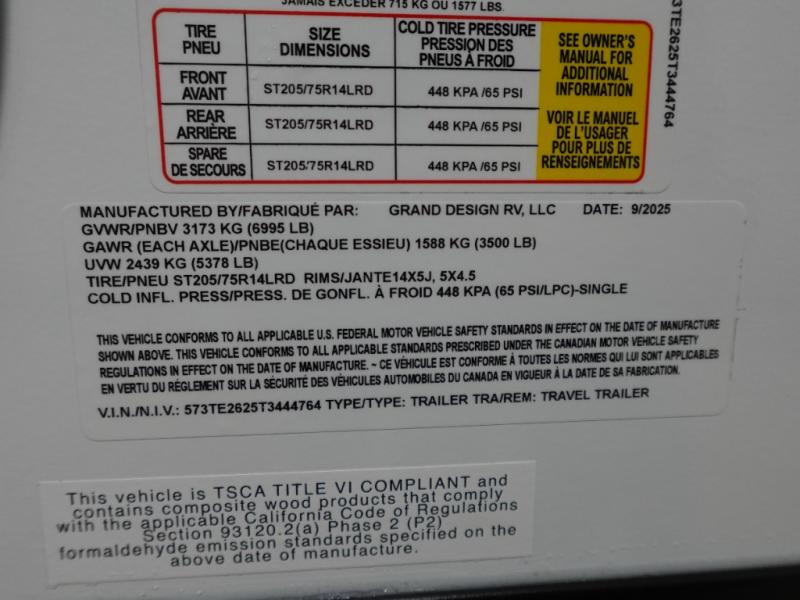 JAMAIS EXCÉDER 715 KG OU 1577 LBS.
TIRE PNEU SIZE DIMENSIONS COLD TIRE PRESSURE PRESSION DES PNEUS À FROID
FRONT AVANT ST205/75R14LRD 448 KPA /65 PSI
REAR ARRIÈRE ST205/75R14LRD 448 KPA /65 PSI
SPARE DE SECOURS ST205/75R14LRD 448 KPA /65 PSI
SEE OWNER'S
MANUAL FOR
ADDITIONAL
INFORMATION
VOIR LE MANUEL
DE L'USAGER
POUR PLUS DE
RENSEIGNEMENTS
3TE2625T3444764
MANUFACTURED BY/FABRIQUÉ PAR: GRAND DESIGN RV, LLC DATE: 9/2025
GVWR/PNBV 3173 KG (6995 LB)
GAWR (EACH AXLE)/PNBE(CHAQUE ESSIEU) 1588 KG (3500 LB)
UVW 2439 KG (5378 LB)
TIRE/PNEU ST205/75R14LRD RIMS/JANTE14X5J, 5X4.5
COLD INFL. PRESS/PRESS. DE GONFL. À FROID 448 KPA (65 PSI/LPC)-SINGLE
THIS VEHICLE CONFORMS TO ALL APPLICABLE U.S. FEDERAL MOTOR VEHICLE SAFETY STANDARDS IN EFFECT ON THE DATE OF MANUFACTURE
SHOWN ABOVE. THIS VEHICLE CONFORMS TO ALL APPLICABLE STANDARDS PRESCRIBED UNDER THE CANADIAN MOTOR VEHICLE SAFETY
REGULATIONS IN EFFECT ON THE DATE OF MANUFACTURE. ~ CE VÉHICULE EST CONFORME À TOUTES LES NORMES QUI LUI SONT APPLICABLES
EN VERTU DU RÉGLEMENT SUR LA SÉCURITÉ DES VÉHICULES AUTOMOBILES DU CANADA EN VIGUEUR À LA DATE DE SA FABRICATION.
V.I.N./N.I.V.: 573TE2625T3444764 TYPE/TYPE: TRAILER TRA/REM: TRAVEL TRAILER
This vehicle is TSCA TITLE VI COMPLIANT and
contains composite wood products that comply
with the applicable California Code of Regulations
Section 93120.2(a) Phase 2 (P2)
formaldehyde emission standards specified on the
above date of manufacture.